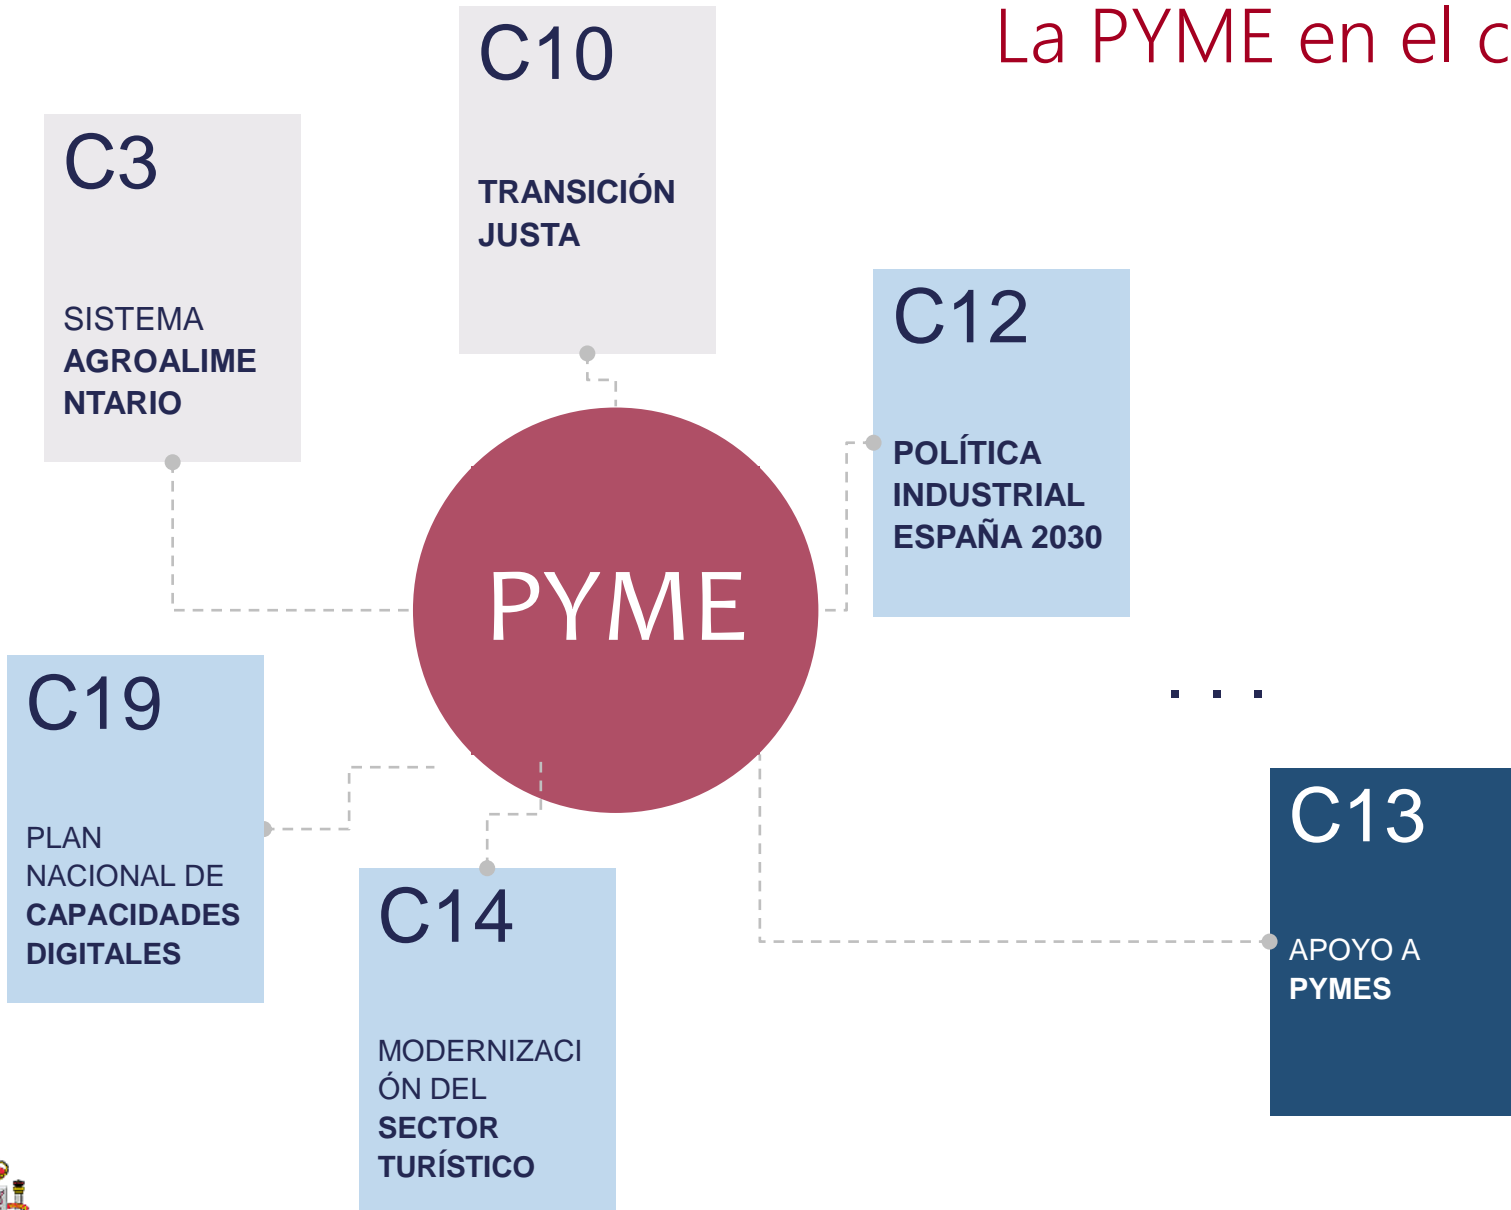 La PYME en el c
C10
TRANSICIÓN
JUSTA
C3
SISTEMA
AGROALIME
NTARIO
C12
POLÍTICA
INDUSTRIAL
ESPAÑA 2030
PYME
C19
PLAN
NACIONAL DE
CAPACIDADES
DIGITALES
. . .
C14
MODERNIZACI
ÓN DEL
SECTOR
TURÍSTICO
C13
APOYO A
PYMES